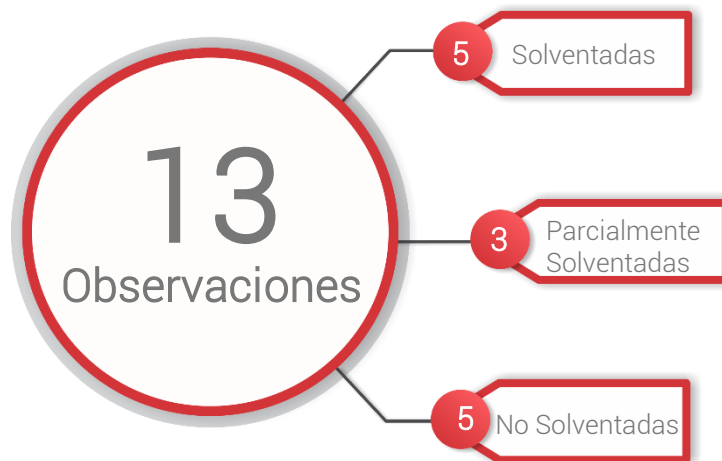 13
Observaciones
5
Solventadas
3
Parcialmente
Solventadas
5
No Solventadas